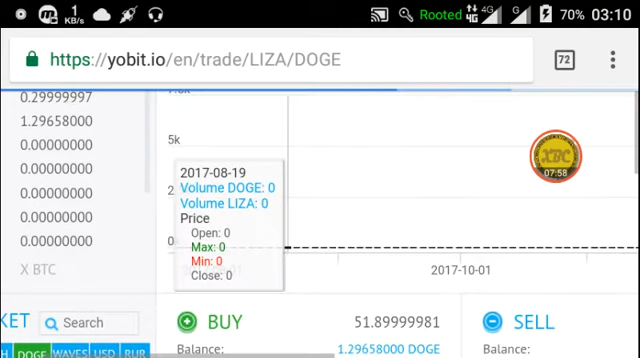 1
KB/s
Rooted
4G
4G
G
70%
03:10
https://yobit.io/en/trade/LIZA/DOGE
72
0.29999997
1.29658000
0.00000000
0.00000000
0.00000000
0.00000000
0.00000000
X BTC
5k
2017-08-19
Volume DOGE: 0
Volume LIZA: 0
Price
Open: 0
Max: 0
Min: 0
Close: 0
2017-10-01
XBC
07:58
KET
Search
H DOGE WAVES USD RUR
BUY
51.89999981
SELL
Balance:
1.29658000 DOGE
Balance: